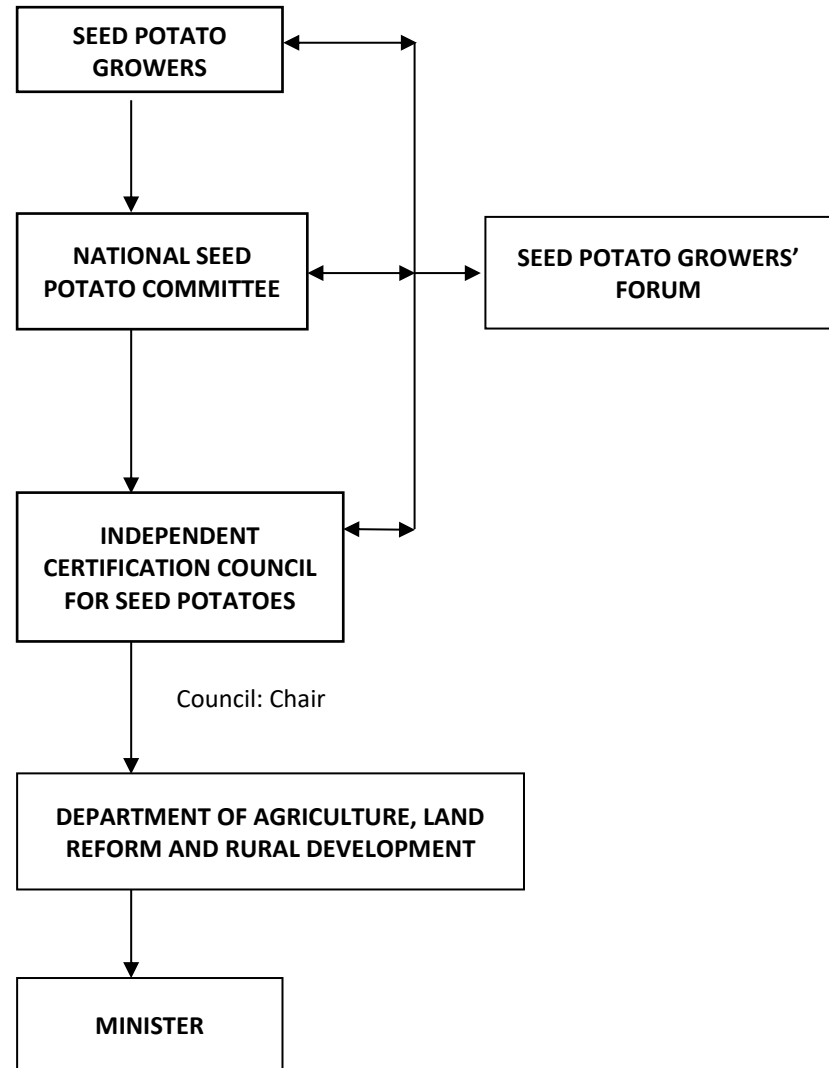 SEED POTATO
GROWERS
NATIONAL SEED
POTATO COMMITTEE
SEED POTATO GROWERS’
FORUM
INDEPENDENT
CERTIFICATION COUNCIL
FOR SEED POTATOES
Council: Chair
DEPARTMENT OF AGRICULTURE, LAND
REFORM AND RURAL DEVELOPMENT
MINISTER